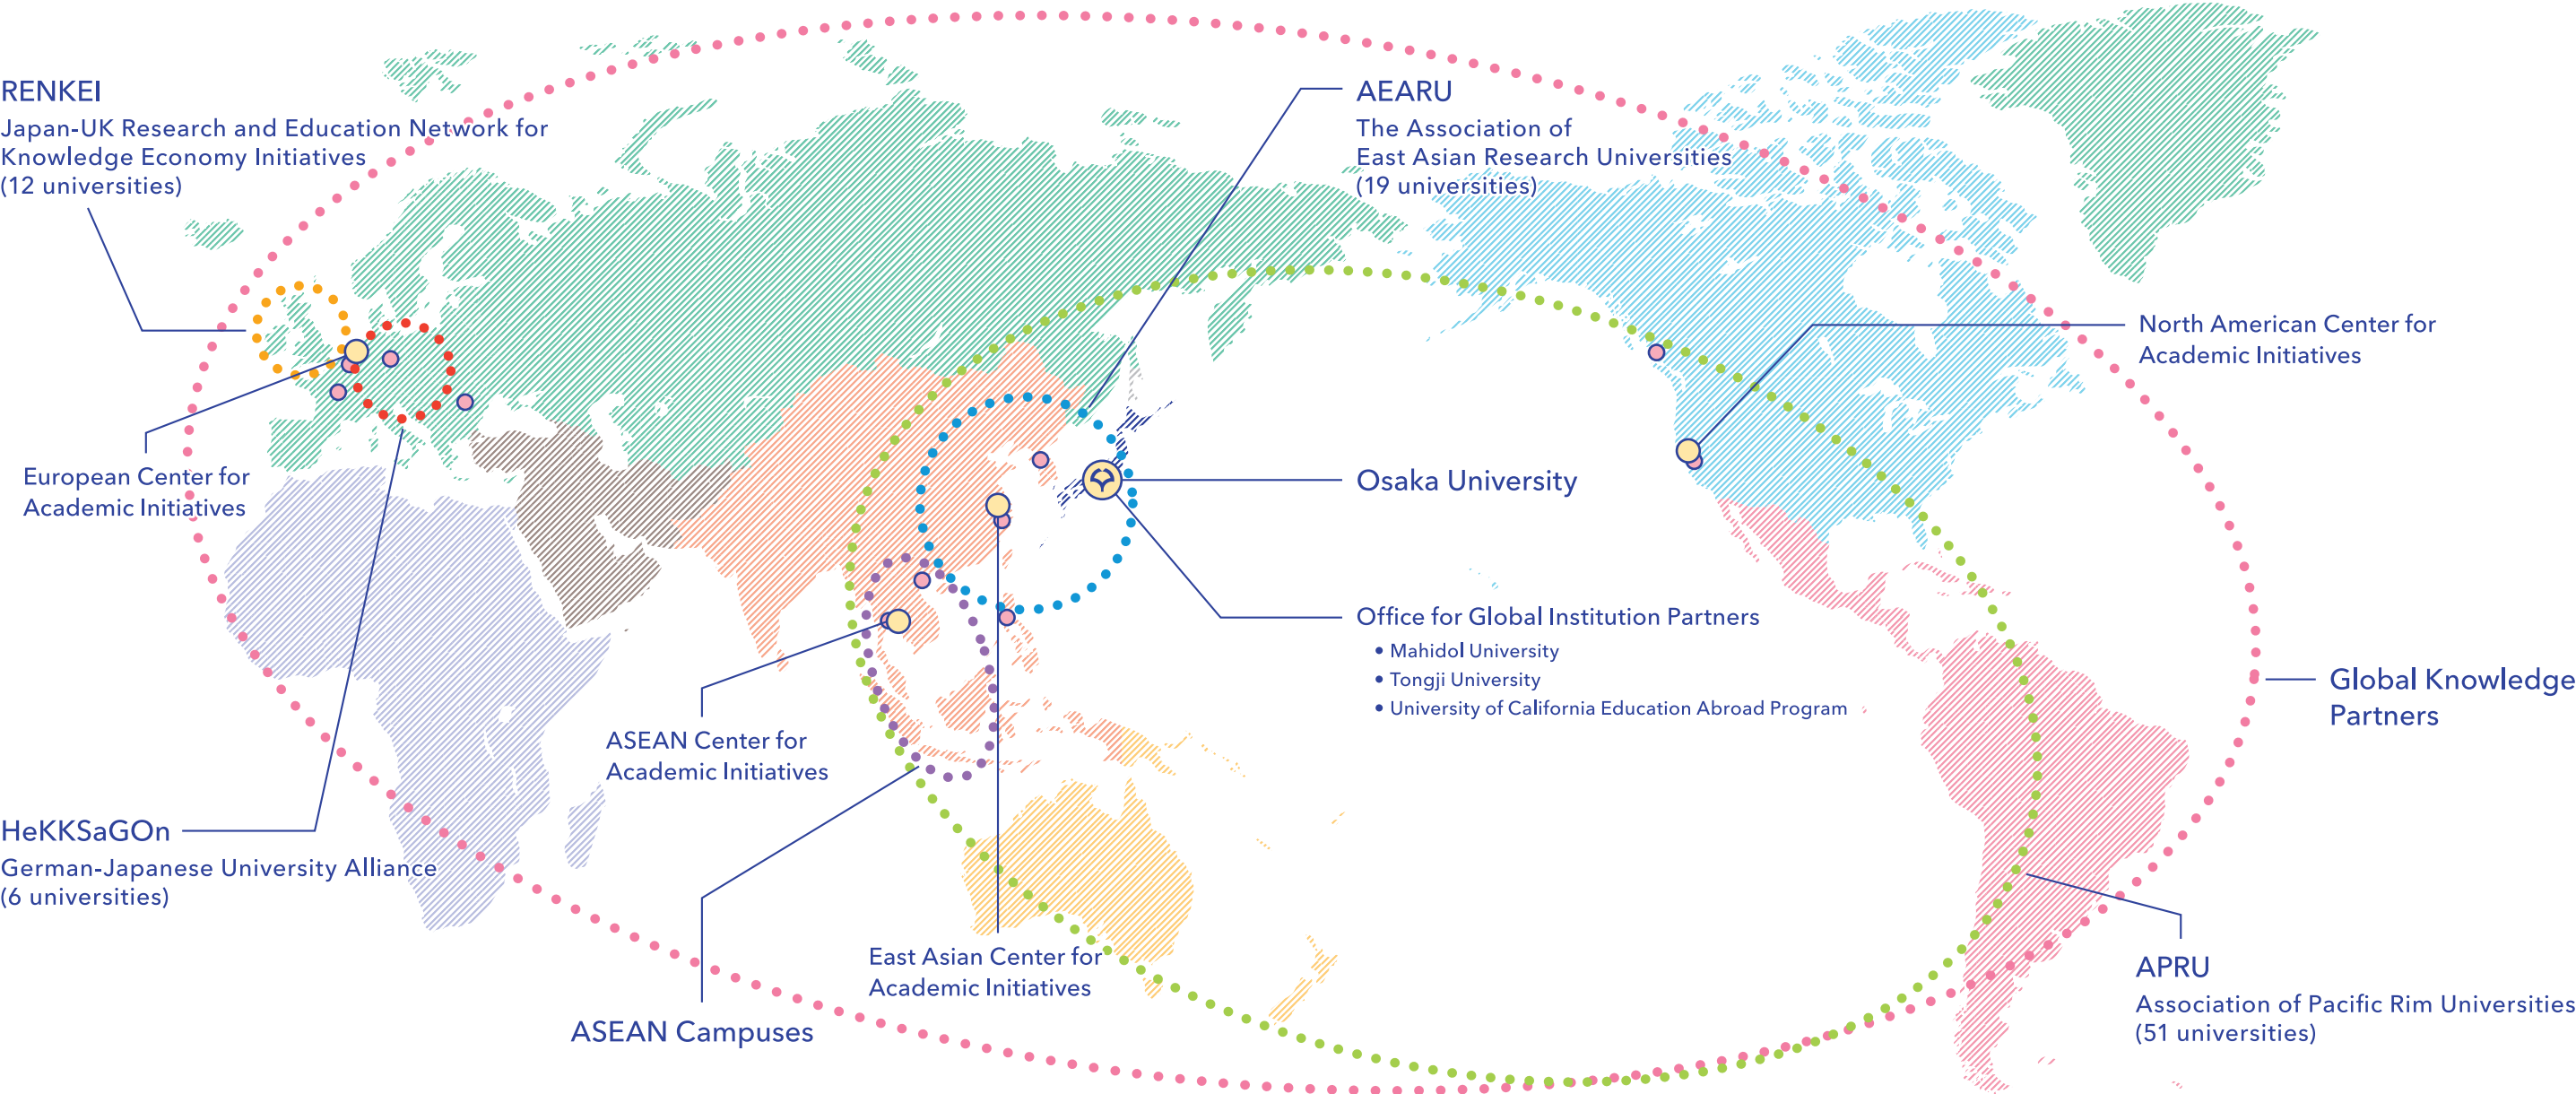 RENKEI
Japan-UK Research and Education Network for
Knowledge Economy Initiatives
(12 universities)
AEARU
The Association of
East Asian Research Universities
(19 universities)
North American Center for
Academic Initiatives
European Center for
Academic Initiatives
Osaka University
Office for Global Institution Partners
• Mahidol University
• Tongji University
• University of California Education Abroad Program
Global Knowledge
Partners
ASEAN Center for
Academic Initiatives
HeKKSaGOn
German-Japanese University Alliance
(6 universities)
East Asian Center for
Academic Initiatives
ASEAN Campuses
APRU
Association of Pacific Rim Universities
(51 universities)